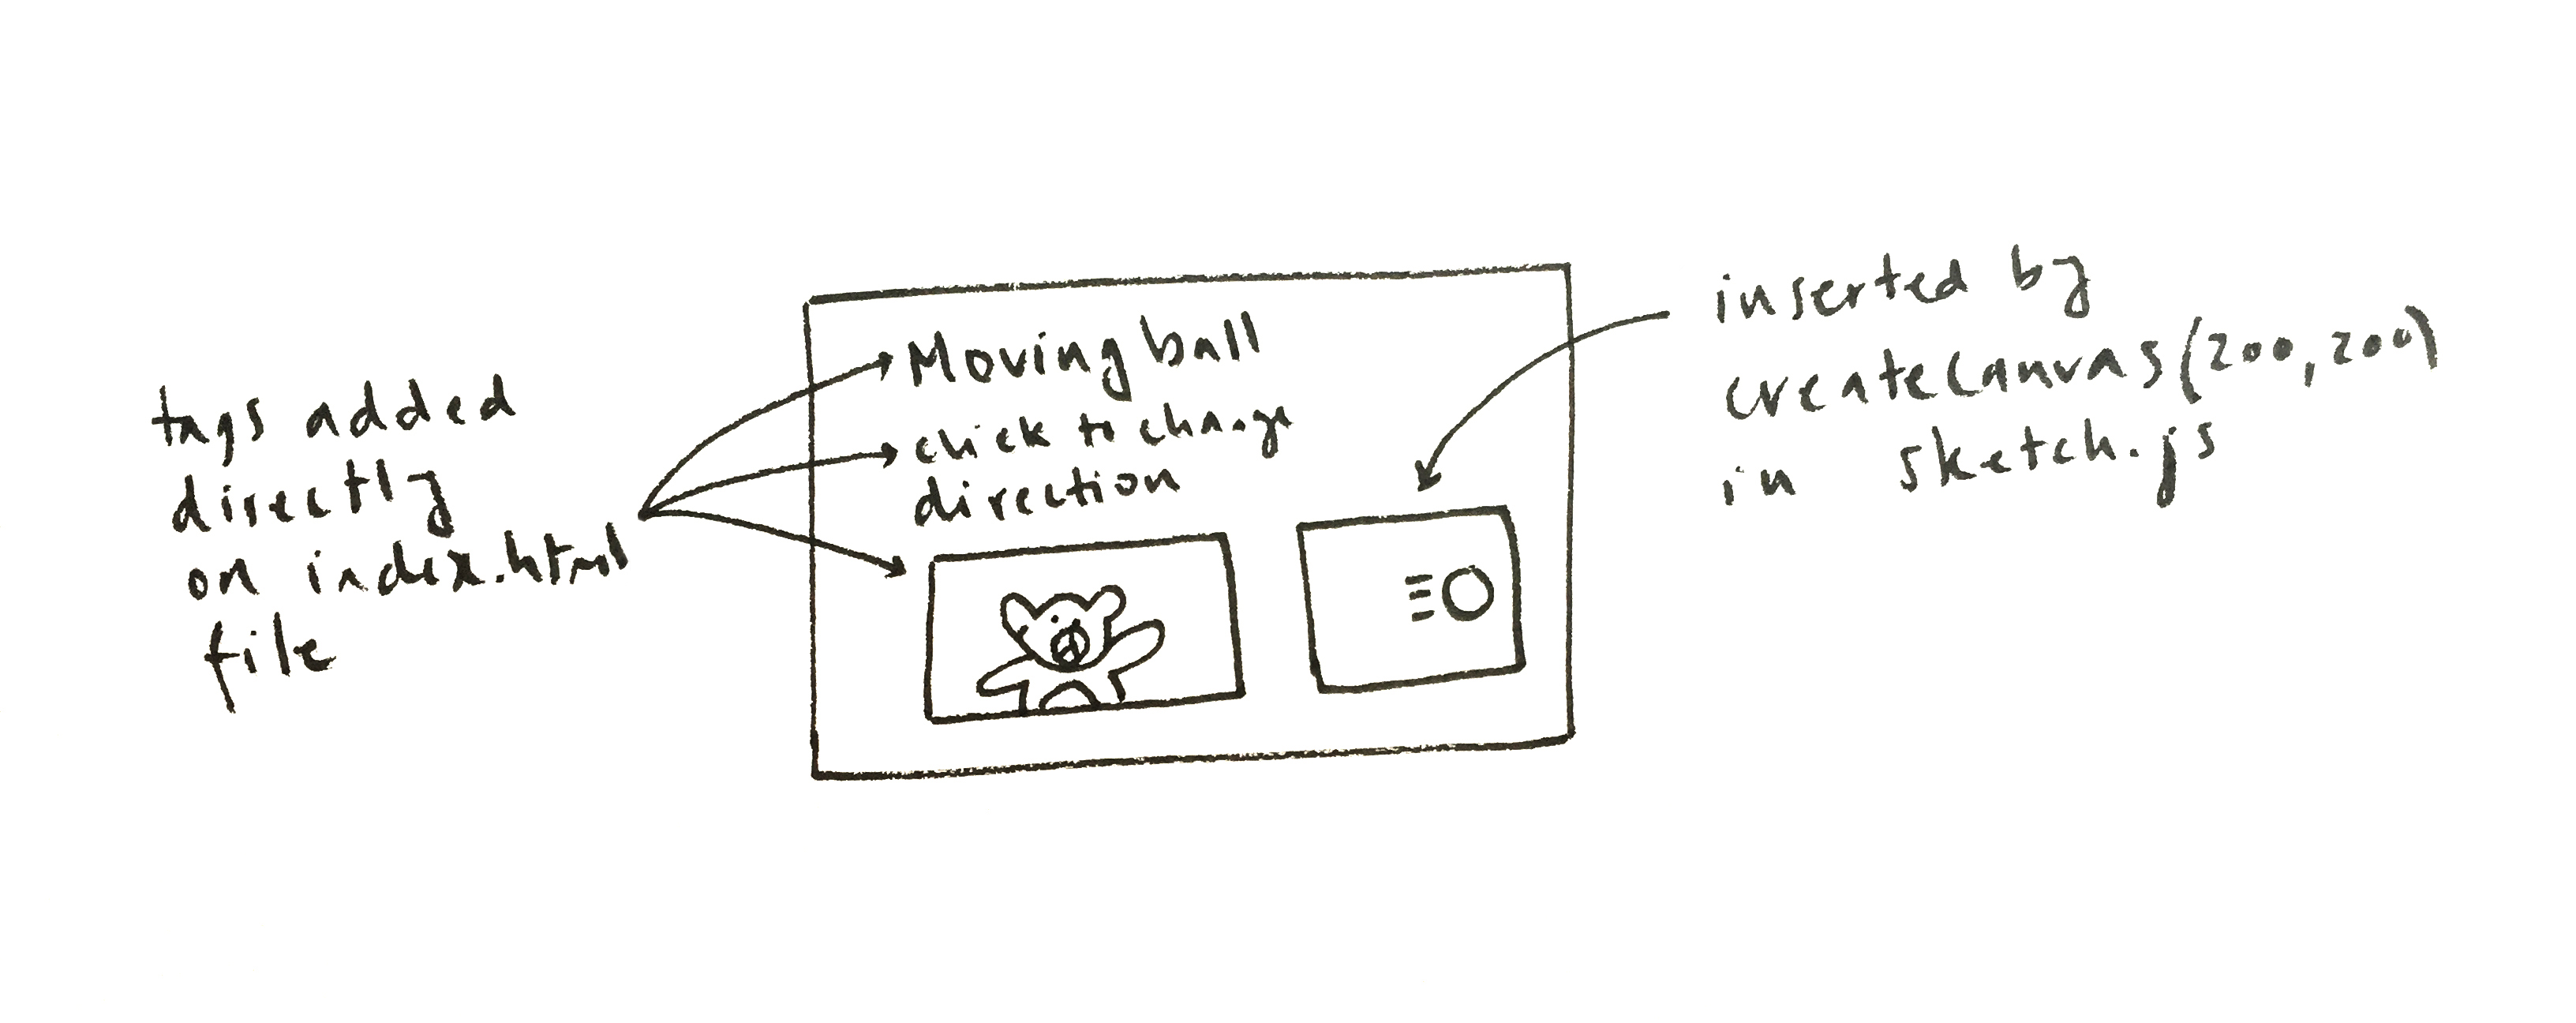 tags added
directly
on index.html
file
Moving ball
click to change
direction
inserted by
createCanvas(200,200)
in sketch.js